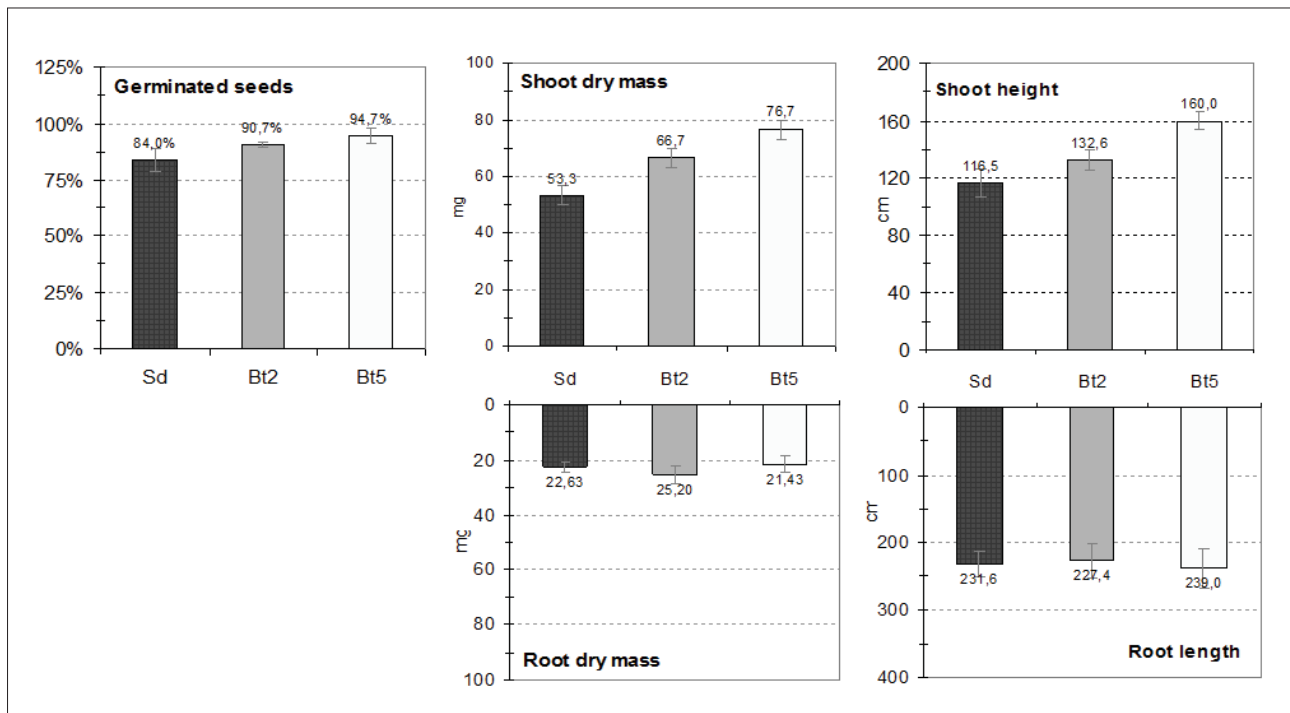 Germinated seeds
125%
100%
75%
50%
25%
0%
84,0%
90,7%
94,7%
Sd
Bt2
Bt5
Shoot dry mass
mg
100
80
60
40
20
0
53,3
66,7
76,7
Sd
Bt2
Bt5
Shoot height
cm
200
160
120
80
40
0
116,5
132,6
160,0
Sd
Bt2
Bt5
0
20
40
60
80
100
mg
22,63
25,20
21,43
Root dry mass
0
100
200
300
400
cm
231,6
227,4
239,0
Root length